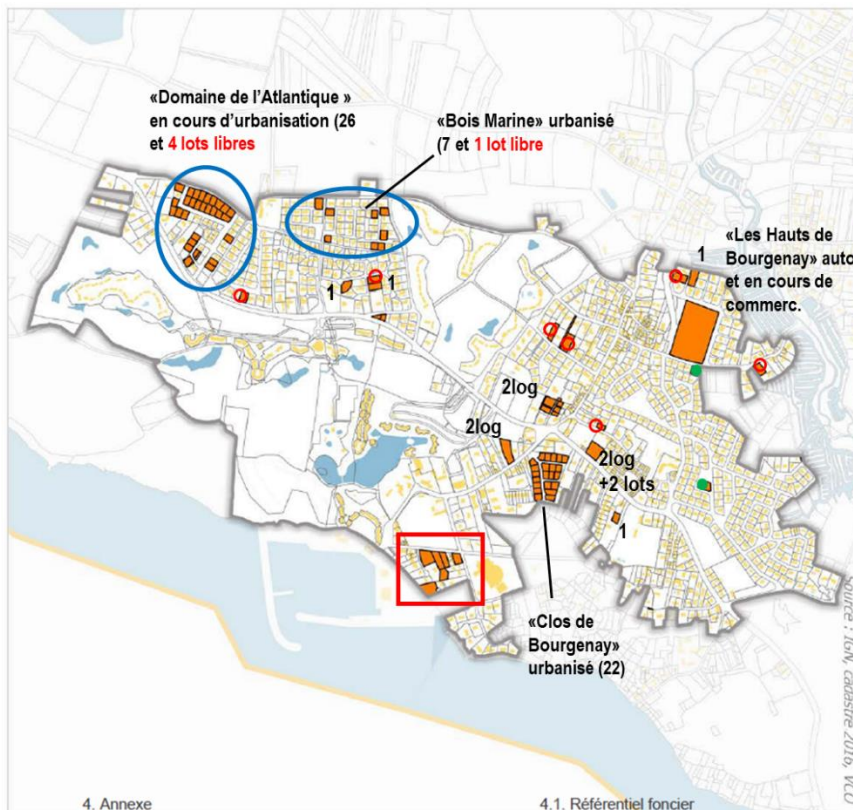 «Domaine de l’Atlantique »
en cours d’urbanisation (26
et 4 lots libres
«Bois Marine» urbanisé
(7 et 1 lot libre
1
«Les Hauts de
Bourgenay» auto
et en cours de
commerc.
1
1
2log
2log
2log
+2 lots
1
«Clos de
Bourgenay»
urbanisé (22)
Source : IGN, cadastre 2016, VCO
4. Annexe
4.1. Référentiel foncier